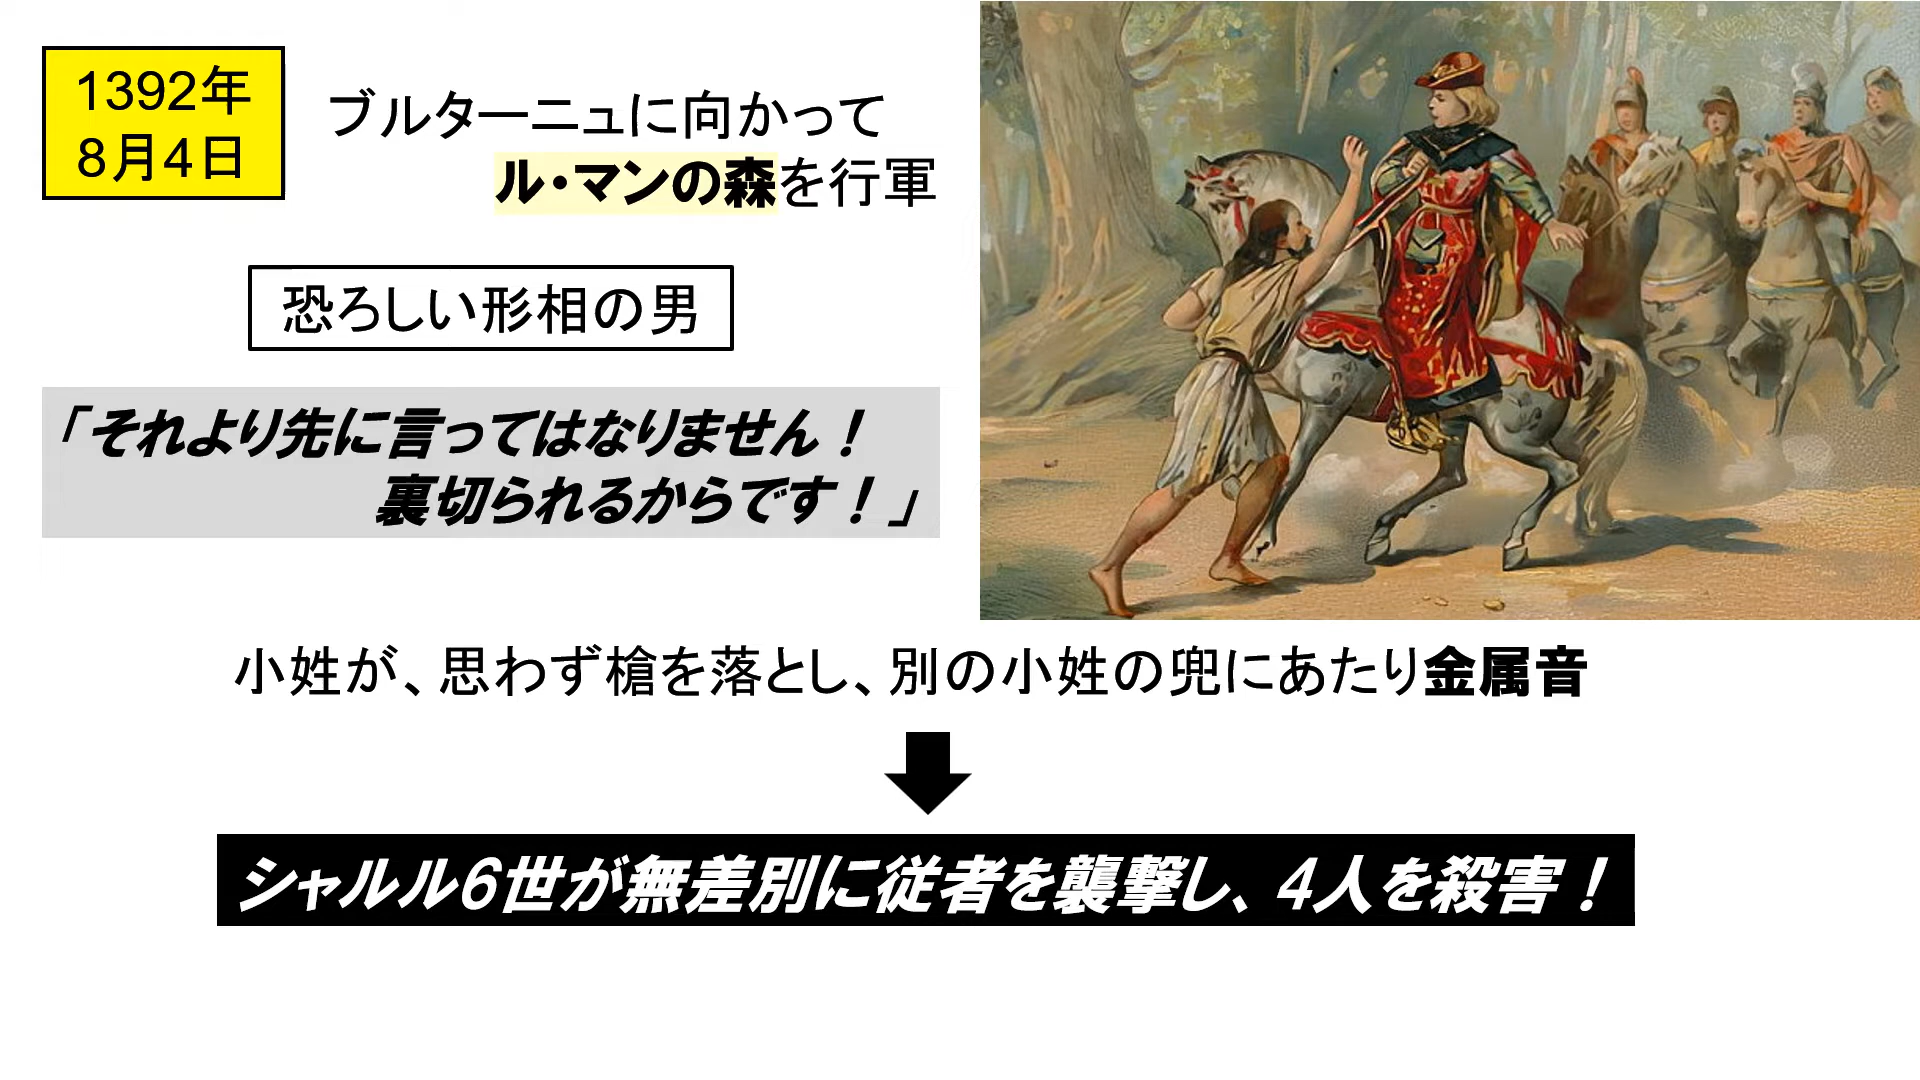 1392年
8月4日
ブルターニュに向かって
ル・マンの森を行軍
恐ろしい形相の男
「それより先に言ってはなりません！
裏切られるからです！」
小姓が、思わず槍を落とし、別の小姓の兜にあたり金属音
シャルル6世が無差別に従者を襲撃し、4人を殺害！